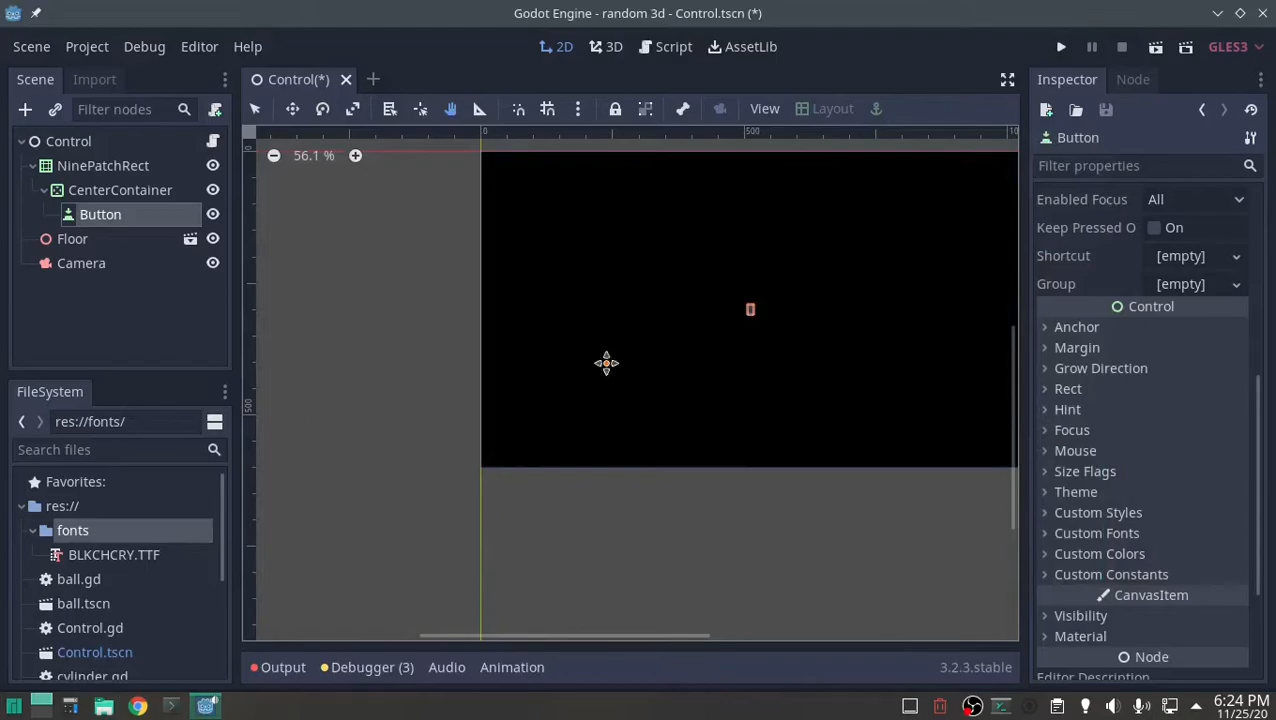 Godot Engine - random 3d - Control.tscn (*)
Scene Project Debug Editor Help
2D 3D Script AssetLib
GLES3
Scene Import
Control(*)
Inspector Node
Filter nodes
View Layout
Control
NinePatchRect
CenterContainer
Button
Floor
Camera
56.1 %
0 500 10
0
500
Button
Filter properties
Enabled Focus All
Keep Pressed O On
Shortcut [empty]
Group [empty]
Control
Anchor
Margin
Grow Direction
Rect
Hint
Focus
Mouse
Size Flags
Theme
Custom Styles
Custom Fonts
Custom Colors
Custom Constants
CanvasItem
Visibility
Material
Node
Editor Description
FileSystem
res://fonts/
Search files
Favorites:
res://
fonts
BLKCHCRY.TTF
ball.gd
ball.tscn
Control.gd
Control.tscn
cylinder.gd
Output Debugger (3) Audio Animation 3.2.3.stable
6:24 PM
11/25/20